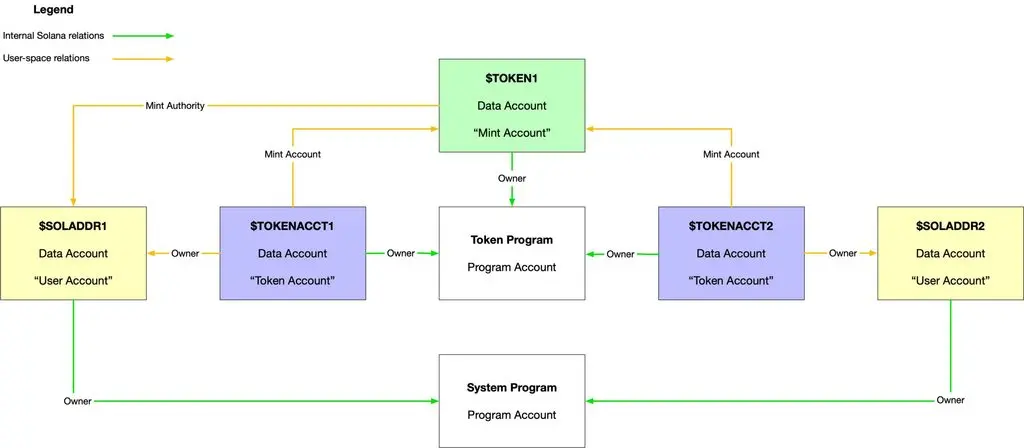 Legend
Internal Solana relations
User-space relations
$TOKEN1
Data Account
“Mint Account”
Mint Authority
Mint Account
Mint Account
Owner
$SOLADDR1
Data Account
“User Account”
Owner
$TOKENACCT1
Data Account
“Token Account”
Owner
Token Program
Program Account
Owner
$TOKENACCT2
Data Account
“Token Account”
Owner
$SOLADDR2
Data Account
“User Account”
Owner
System Program
Program Account
Owner